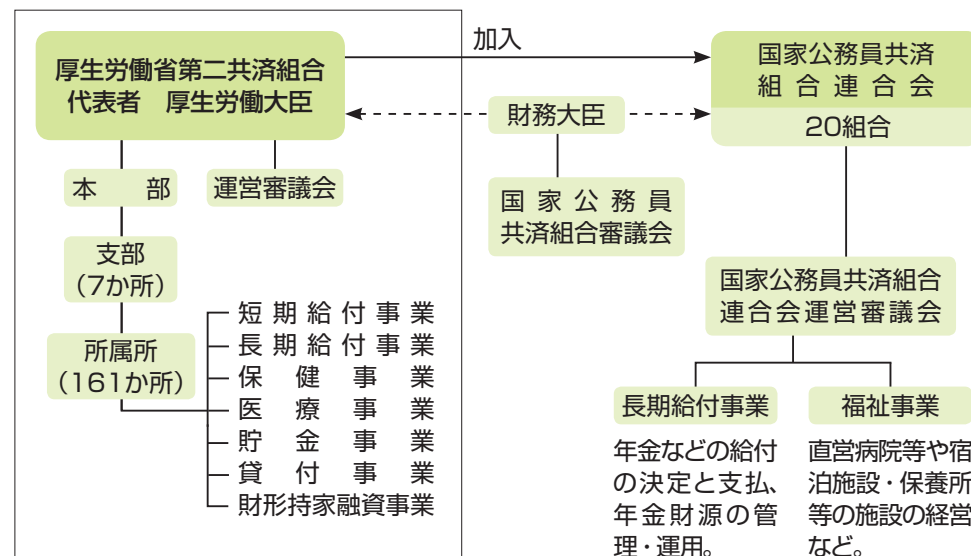 厚生労働省第二共済組合
代表者 厚生労働大臣
本部
運営審議会
支部
(7か所)
所属所
(161か所)
短期給付事業
長期給付事業
保健事業
医療事業
貯金事業
貸付事業
財形持家融資事業
加入
財務大臣
国家公務員
共済組合審議会
国家公務員共済
組合連合会
20組合
国家公務員共済組合
連合会運営審議会
長期給付事業
年金などの給付
の決定と支払、
年金財源の管
理・運用。
福祉事業
直営病院等や宿
泊施設・保養所
等の施設の経営
など。